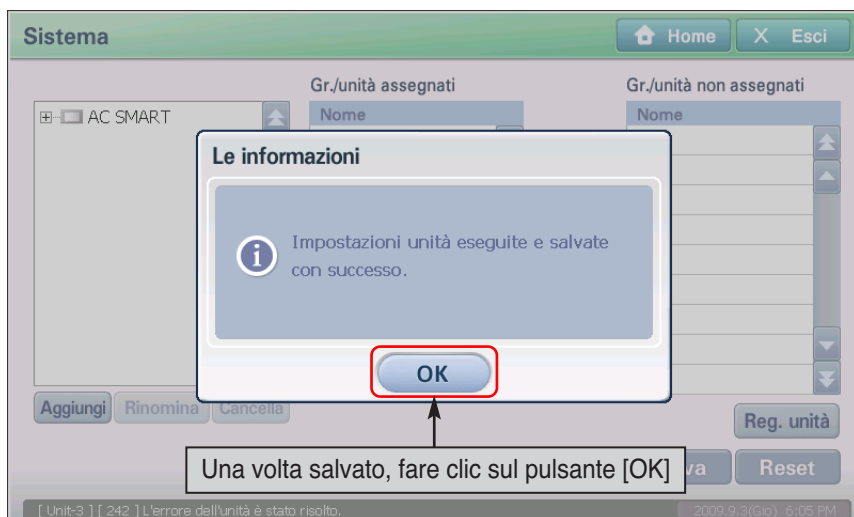 Sistema
Home
X Esci
Gr./unità assegnati
Gr./unità non assegnati
AC SMART
Nome
Nome
Le informazioni
Impostazioni unità eseguite e salvate
con successo.
OK
Aggiungi
Rinomina
Cancella
Reg. unità
Una volta salvato, fare clic sul pulsante [OK]
va
Reset
[ Unit-3 ] [ 242 ] L'errore dell'unità è stato risolto.
2009.9.3(Gio) 6:05 PM